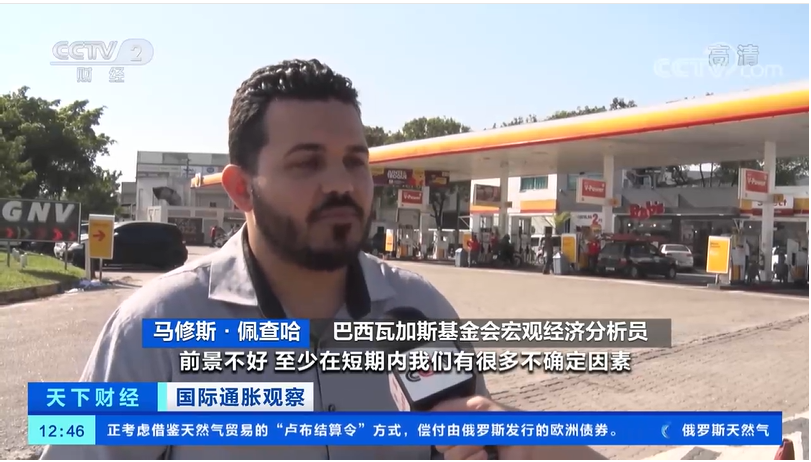 CCTV 2
财经
高清
CCTV.com
GNV
V-Power
马修斯·佩查哈 巴西瓦加斯基金会宏观经济分析员
前景不好 至少在短期内我们有很多不确定因素
天下财经 国际通胀观察
12:46 正考虑借鉴天然气贸易的“卢布结算令”方式，偿付由俄罗斯发行的欧洲债券。 俄罗斯天然气